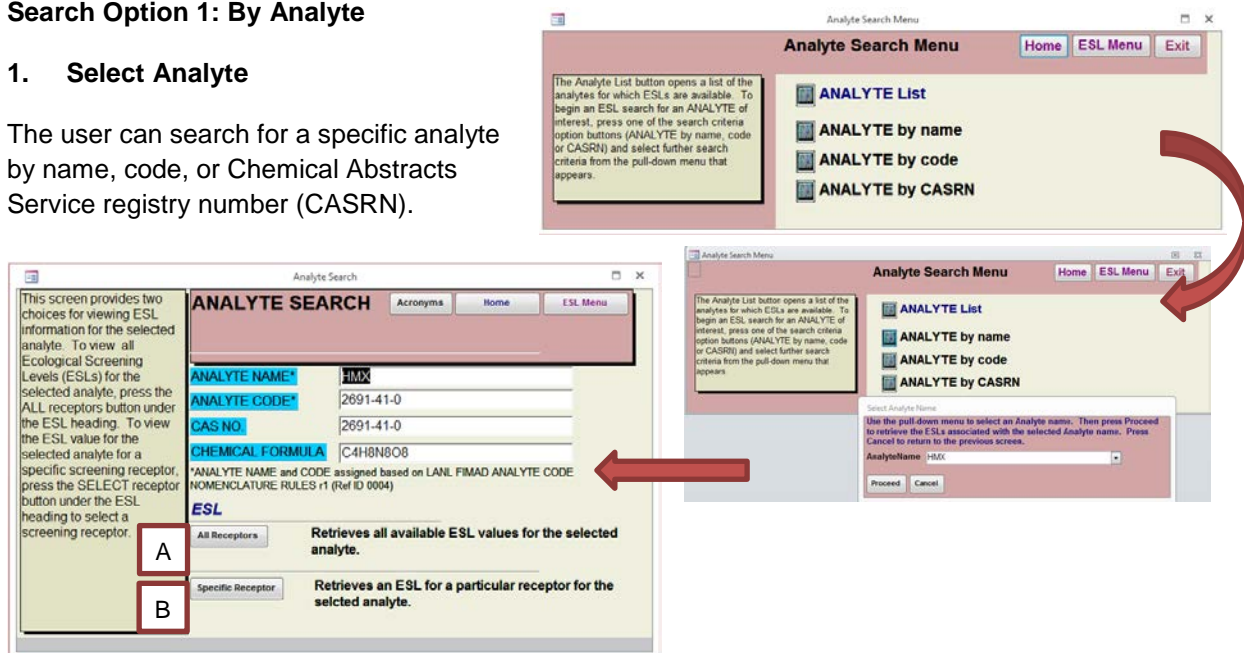 Search Option 1: By Analyte
1. Select Analyte
The user can search for a specific analyte
by name, code, or Chemical Abstracts
Service registry number (CASRN).
Analyte Search Menu
Analyte Search Menu
Home
ESL Menu
Exit
The Analyte List button opens a list of the
analytes for which ESLs are available. To
begin an ESL search for an ANALYTE of
interest, press one of the search criteria
option buttons (ANALYTE by name, code
or CASRN) and select further search
criteria from the pull-down menu that
appears.
ANALYTE List
ANALYTE by name
ANALYTE by code
ANALYTE by CASRN
Analyte Search Menu
Analyte Search Menu
Home
ESL Menu
Exit
The Analyte List button opens a list of the
analytes for which ESLs are available. To
begin an ESL search for an ANALYTE of
interest, press one of the search criteria
option buttons (ANALYTE by name, code
or CASRN) and select further search
criteria from the pull-down menu that
appears.
ANALYTE List
ANALYTE by name
ANALYTE by code
ANALYTE by CASRN
Select Analyte Name
Use the pull-down menu to select an Analyte name. Then press Proceed
to retrieve the ESLs associated with the selected Analyte name. Press
Cancel to return to the previous screen.
AnalyteName HMX
Proceed
Cancel
Analyte Search
This screen provides two
choices for viewing ESL
information for the selected
analyte. To view all
Ecological Screening
Levels (ESLs) for the
selected analyte, press the
ALL receptors button under
the ESL heading. To view
the ESL value for the
selected analyte for a
specific screening receptor,
press the SELECT receptor
button under the ESL
heading to select a
screening receptor.
ANALYTE SEARCH
Acronyms
Home
ESL Menu
ANALYTE NAME* HMX
ANALYTE CODE* 2691-41-0
CAS NO. 2691-41-0
CHEMICAL FORMULA C4H8N8O8
*ANALYTE NAME and CODE assigned based on LANL FIMAD ANALYTE CODE
NOMENCLATURE RULES r1 (Ref ID 0004)
ESL
A
All Receptors
Retrieves all available ESL values for the selected
analyte.
B
Specific Receptor
Retrieves an ESL for a particular receptor for the
selcted analyte.